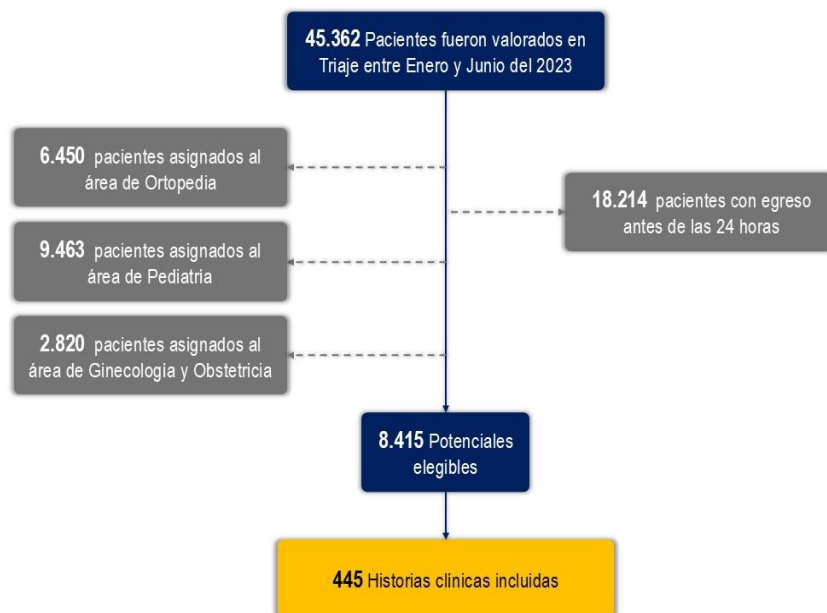 45.362 Pacientes fueron valorados en
Triaje entre Enero y Junio del 2023
6.450 pacientes asignados al
área de Ortopedia
18.214 pacientes con egreso
antes de las 24 horas
9.463 pacientes asignados al
área de Pediatría
2.820 pacientes asignados al
área de Ginecología y Obstetricia
8.415 Potenciales
elegibles
445 Historias clínicas incluidas